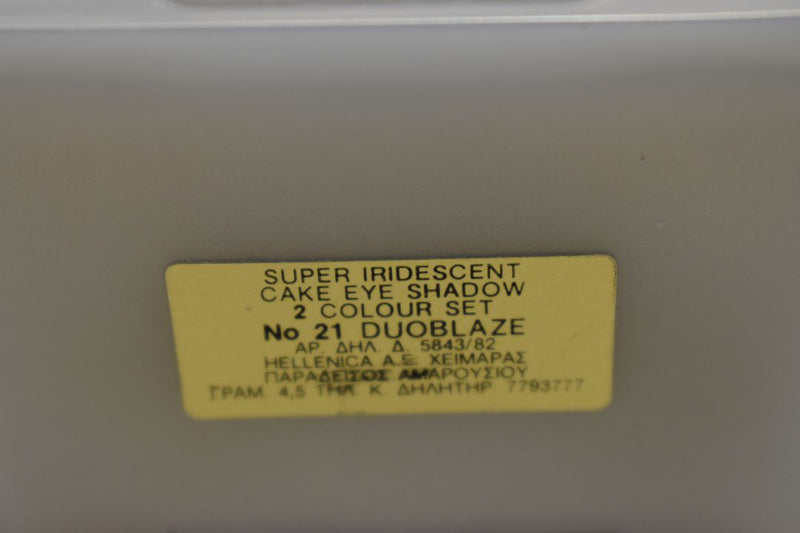 SUPER IRIDESCENT
CAKE EYE SHADOW
2 COLOUR SET
No 21 DUOBLAZE
ΑΡ. ΔΗΛ. Δ. 5843/82
HELLENICA A.E. ΧΕΙΜΑΡΑΣ
ΠΑΡΑΔΕΙΣΟΣ ΑΜΑΡΟΥΣΙΟΥ
ΓΡΑΜ. 4,5 ΤΗΛ. Κ. ΔΗΛΗΤΗΡ. 7793777